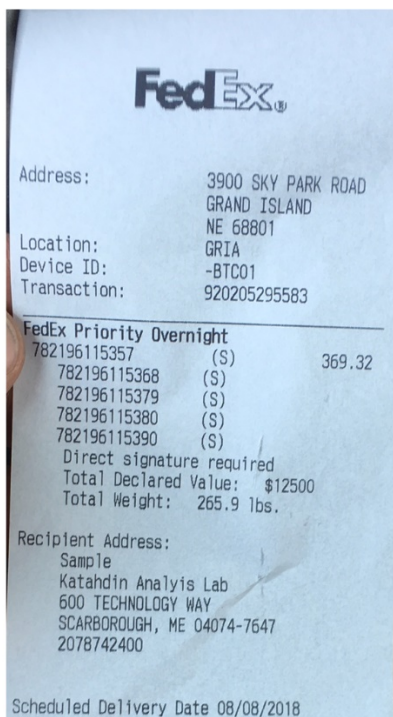 FedEx®
Address: 3900 SKY PARK ROAD
GRAND ISLAND
NE 68801
Location: GRIA
Device ID: -BTC01
Transaction: 920205295583
FedEx Priority Overnight
782196115357 (S) 369.32
782196115368 (S)
782196115379 (S)
782196115380 (S)
782196115390 (S)
Direct signature required
Total Declared Value: $12500
Total Weight: 265.9 lbs.
Recipient Address:
Sample
Katahdin Analyis Lab
600 TECHNOLOGY WAY
SCARBOROUGH, ME 04074-7647
2078742400
Scheduled Delivery Date 08/08/2018